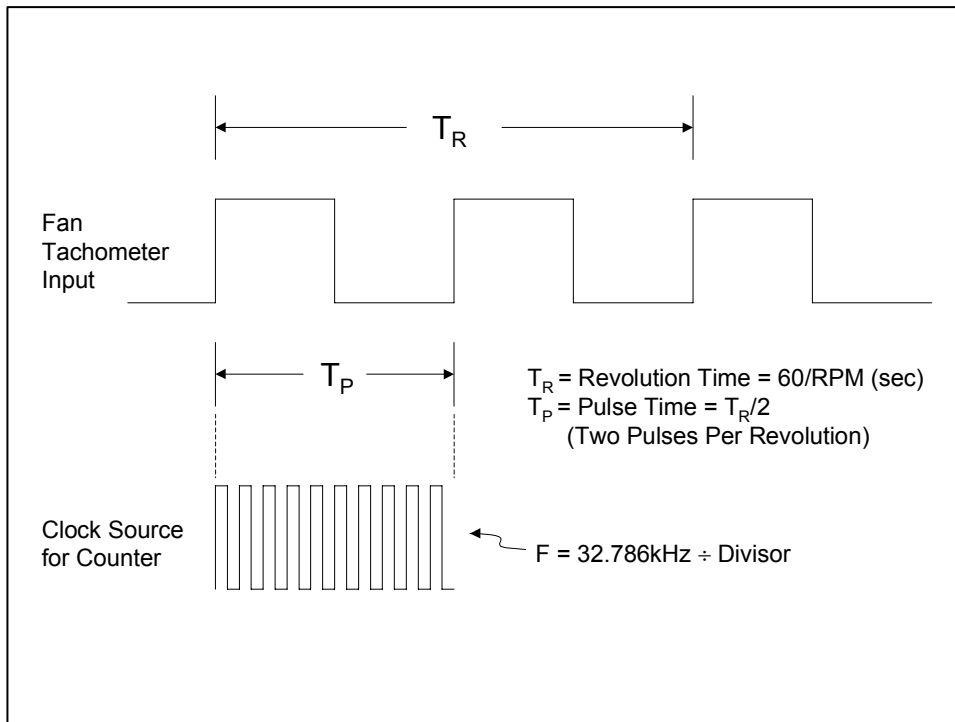 T_R
Fan
Tachometer
Input
T_P
T_R = Revolution Time = 60/RPM (sec)
T_P = Pulse Time = T_R/2
(Two Pulses Per Revolution)
Clock Source
for Counter
F = 32.786kHz ÷ Divisor